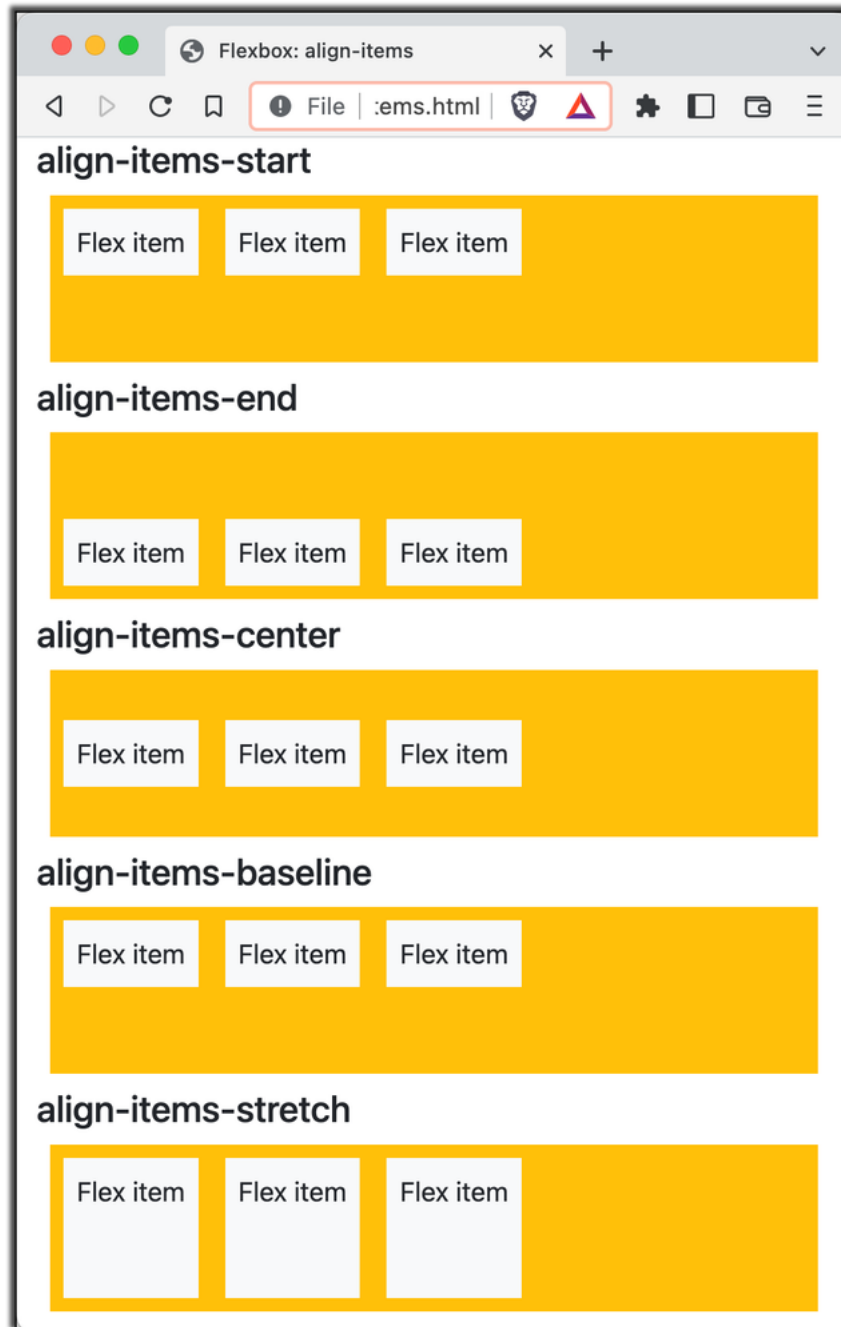 Flexbox: align-items
File :ems.html
align-items-start
Flex item Flex item Flex item
align-items-end
Flex item Flex item Flex item
align-items-center
Flex item Flex item Flex item
align-items-baseline
Flex item Flex item Flex item
align-items-stretch
Flex item Flex item Flex item